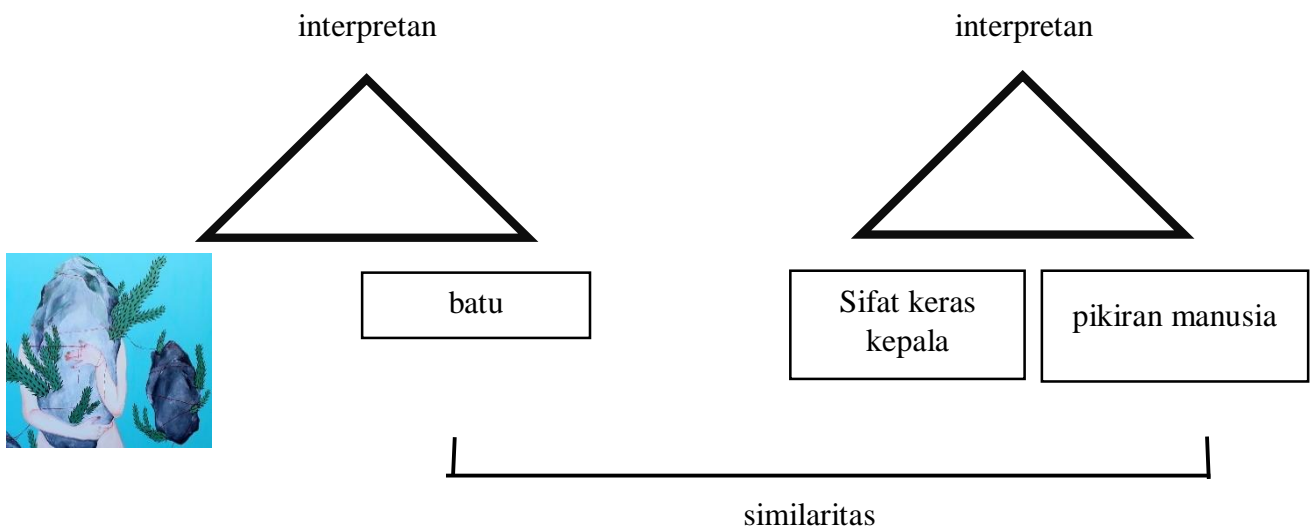 interpretan
interpretan
batu
Sifat keras
kepala
pikiran manusia
similaritas